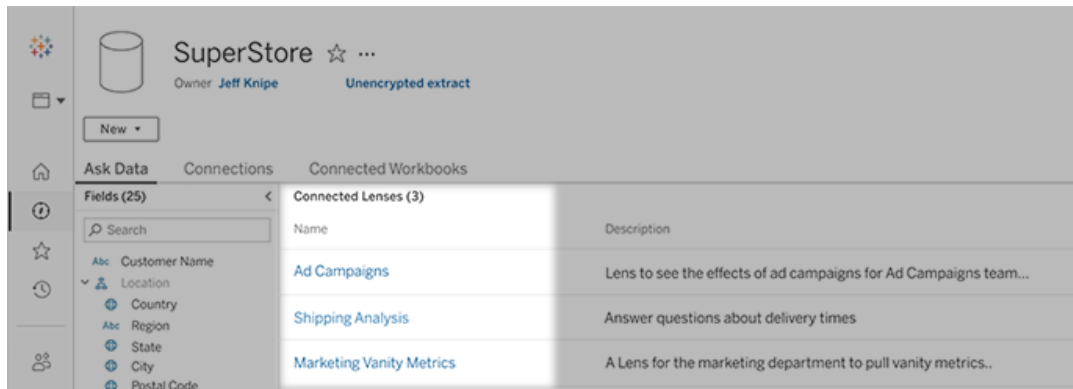 SuperStore ☆ ...
Owner Jeff Knipe Unencrypted extract
New
Ask Data Connections Connected Workbooks
Fields (25)
Search
Abc Customer Name
Location
Country
Abc Region
State
City
Postal Code
Connected Lenses (3)
Name Description
Ad Campaigns Lens to see the effects of ad campaigns for Ad Campaigns team...
Shipping Analysis Answer questions about delivery times
Marketing Vanity Metrics A Lens for the marketing department to pull vanity metrics..